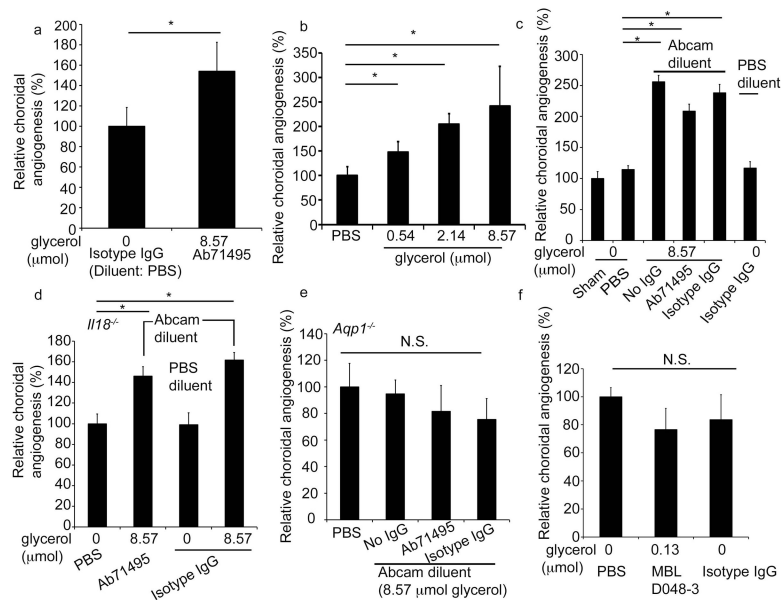 a
Relative choroidal
angiogenesis (%)
200
180
160
140
120
100
80
60
40
20
0
*
glycerol
(μmol)
0
8.57
Isotype IgG
Ab71495
(Diluent: PBS)
b
Relative choroidal angiogenesis (%)
350
300
250
200
150
100
50
0
*
*
*
PBS
0.54
2.14
8.57
glycerol (μmol)
c
Relative choroidal angiogenesis (%)
300
250
200
150
100
50
0
*
*
*
Abcam
diluent
PBS
diluent
glycerol
(μmol)
0
8.57
0
Sham
PBS
No IgG
Ab71495
Isotype IgG
Isotype IgG
d
Il18-/-
Relative choroidal
angiogenesis (%)
200
180
160
140
120
100
80
60
40
20
0
*
*
Abcam
diluent
PBS
diluent
glycerol
(μmol)
0
8.57
0
8.57
PBS
Ab71495
Isotype IgG
e
Aqp1-/-
Relative choroidal angiogenesis (%)
140
120
100
80
60
40
20
0
N.S.
PBS
No IgG
Ab71495
Isotype IgG
Abcam diluent
(8.57 μmol glycerol)
f
Relative choroidal angiogenesis (%)
120
100
80
60
40
20
0
N.S.
glycerol
(μmol)
0
0.13
0
PBS
MBL
D048-3
Isotype IgG